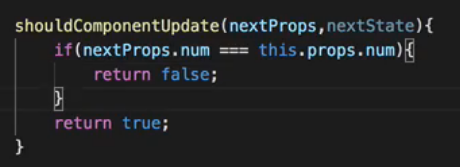 shouldComponentUpdate(nextProps,nextState){
    if(nextProps.num === this.props.num){
        return false;
    }
    return true;
}